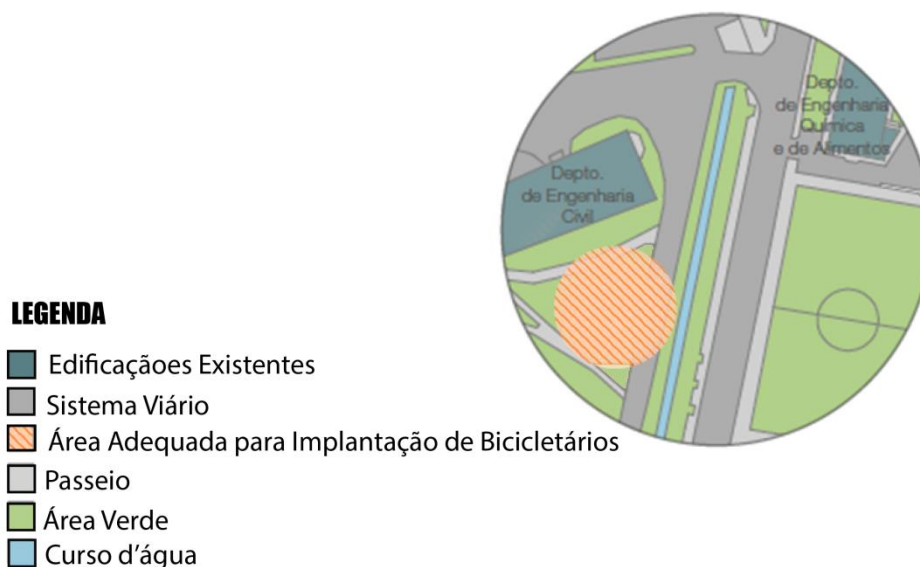 Depto.
de Engenharia
Química
e de Alimentos
Depto.
de Engenharia
Civil
LEGENDA
Edificaçãoes Existentes
Sistema Viário
Área Adequada para Implantação de Bicicletários
Passeio
Área Verde
Curso d'água